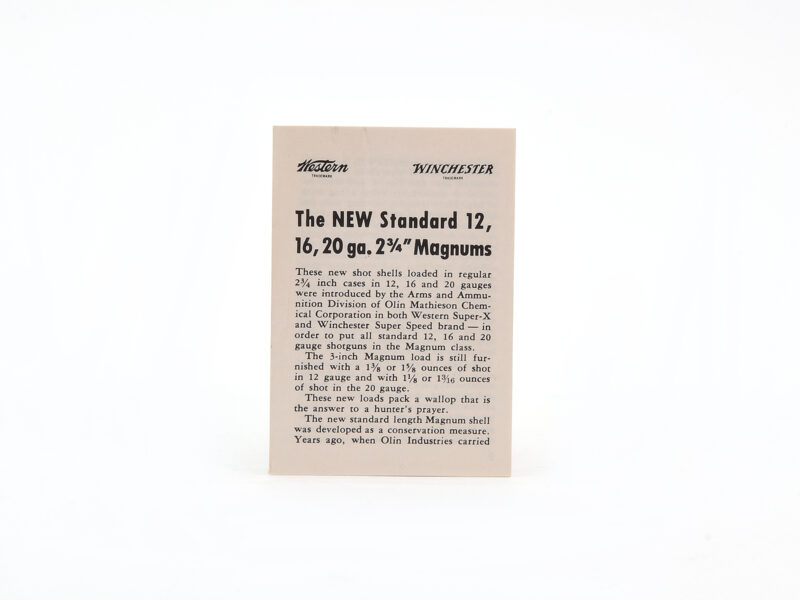 Western WINCHESTER
TRADEMARK TRADEMARK
The NEW Standard 12,
16, 20 ga. 2¾" Magnums
These new shot shells loaded in regular
2¾ inch cases in 12, 16 and 20 gauges
were introduced by the Arms and Ammu-
nition Division of Olin Mathieson Chem-
ical Corporation in both Western Super-X
and Winchester Super Speed brand — in
order to put all standard 12, 16 and 20
gauge shotguns in the Magnum class.
The 3-inch Magnum load is still fur-
nished with a 1⅜ or 1⅝ ounces of shot
in 12 gauge and with 1⅛ or 1 3/16 ounces
of shot in the 20 gauge.
These new loads pack a wallop that is
the answer to a hunter's prayer.
The new standard length Magnum shell
was developed as a conservation measure.
Years ago, when Olin Industries carried